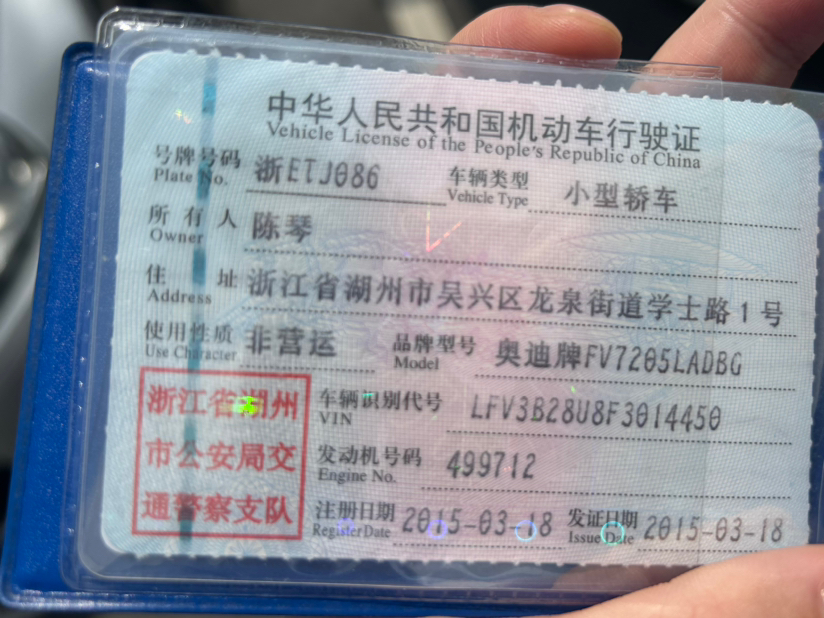 中华人民共和国机动车行驶证
Vehicle License of the People's Republic of China
号牌号码 浙ETJ086 车辆类型 小型轿车
Plate No. Vehicle Type
所有人 陈琴
Owner
住址 浙江省湖州市吴兴区龙泉街道学士路1号
Address
使用性质 非营运 品牌型号 奥迪牌FV7205LADBG
Use Character Model
浙江省湖州 车辆识别代号 LFV3B28U8F3014450
VIN
市公安局交 发动机号码 499712
Engine No.
通警察支队 注册日期 2015-03-18 发证日期 2015-03-18
Register Date Issue Date